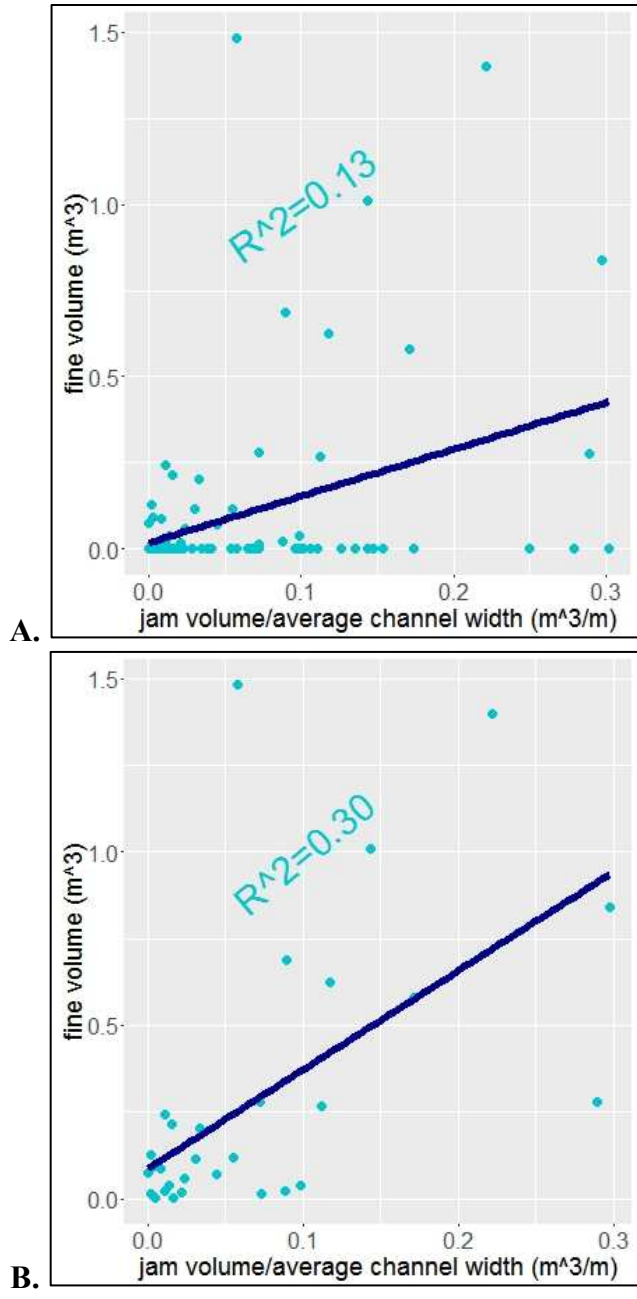 1.5
1.0
0.5
0.0
fine volume (m^3)
R^2=0.13
0.0 0.1 0.2 0.3
jam volume/average channel width (m^3/m)
A.
1.5
1.0
0.5
0.0
fine volume (m^3)
R^2=0.30
0.0 0.1 0.2 0.3
jam volume/average channel width (m^3/m)
B.